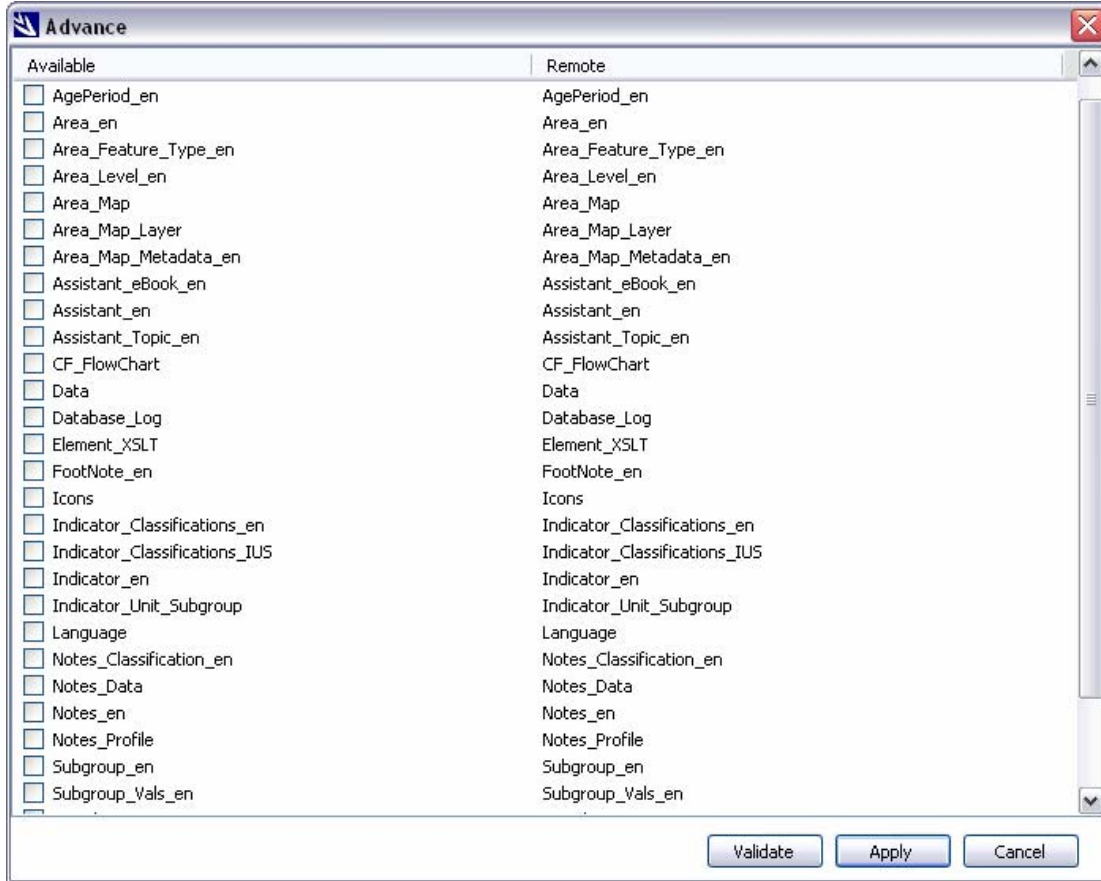 Advance
Available Remote
AgePeriod_en AgePeriod_en
Area_en Area_en
Area_Feature_Type_en Area_Feature_Type_en
Area_Level_en Area_Level_en
Area_Map Area_Map
Area_Map_Layer Area_Map_Layer
Area_Map_Metadata_en Area_Map_Metadata_en
Assistant_eBook_en Assistant_eBook_en
Assistant_en Assistant_en
Assistant_Topic_en Assistant_Topic_en
CF_FlowChart CF_FlowChart
Data Data
Database_Log Database_Log
Element_XSLT Element_XSLT
FootNote_en FootNote_en
Icons Icons
Indicator_Classifications_en Indicator_Classifications_en
Indicator_Classifications_IUS Indicator_Classifications_IUS
Indicator_en Indicator_en
Indicator_Unit_Subgroup Indicator_Unit_Subgroup
Language Language
Notes_Classification_en Notes_Classification_en
Notes_Data Notes_Data
Notes_en Notes_en
Notes_Profile Notes_Profile
Subgroup_en Subgroup_en
Subgroup_Vals_en Subgroup_Vals_en
Validate Apply Cancel